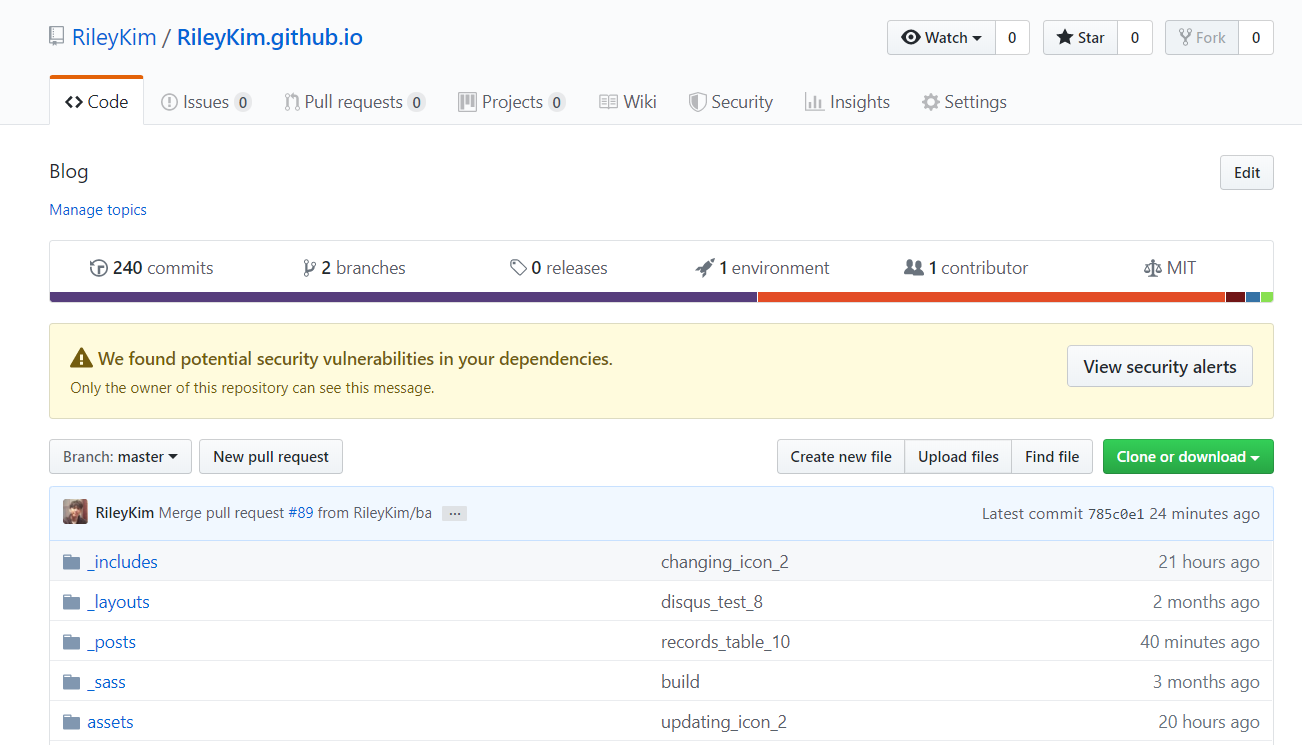 RileyKim / RileyKim.github.io Watch 0 Star 0 Fork 0
Code Issues 0 Pull requests 0 Projects 0 Wiki Security Insights Settings
Blog Edit
Manage topics
240 commits 2 branches 0 releases 1 environment 1 contributor MIT
We found potential security vulnerabilities in your dependencies.
Only the owner of this repository can see this message.
View security alerts
Branch: master New pull request Create new file Upload files Find file Clone or download
RileyKim Merge pull request #89 from RileyKim/ba ... Latest commit 785c0e1 24 minutes ago
_includes changing_icon_2 21 hours ago
_layouts disqus_test_8 2 months ago
_posts records_table_10 40 minutes ago
_sass build 3 months ago
assets updating_icon_2 20 hours ago